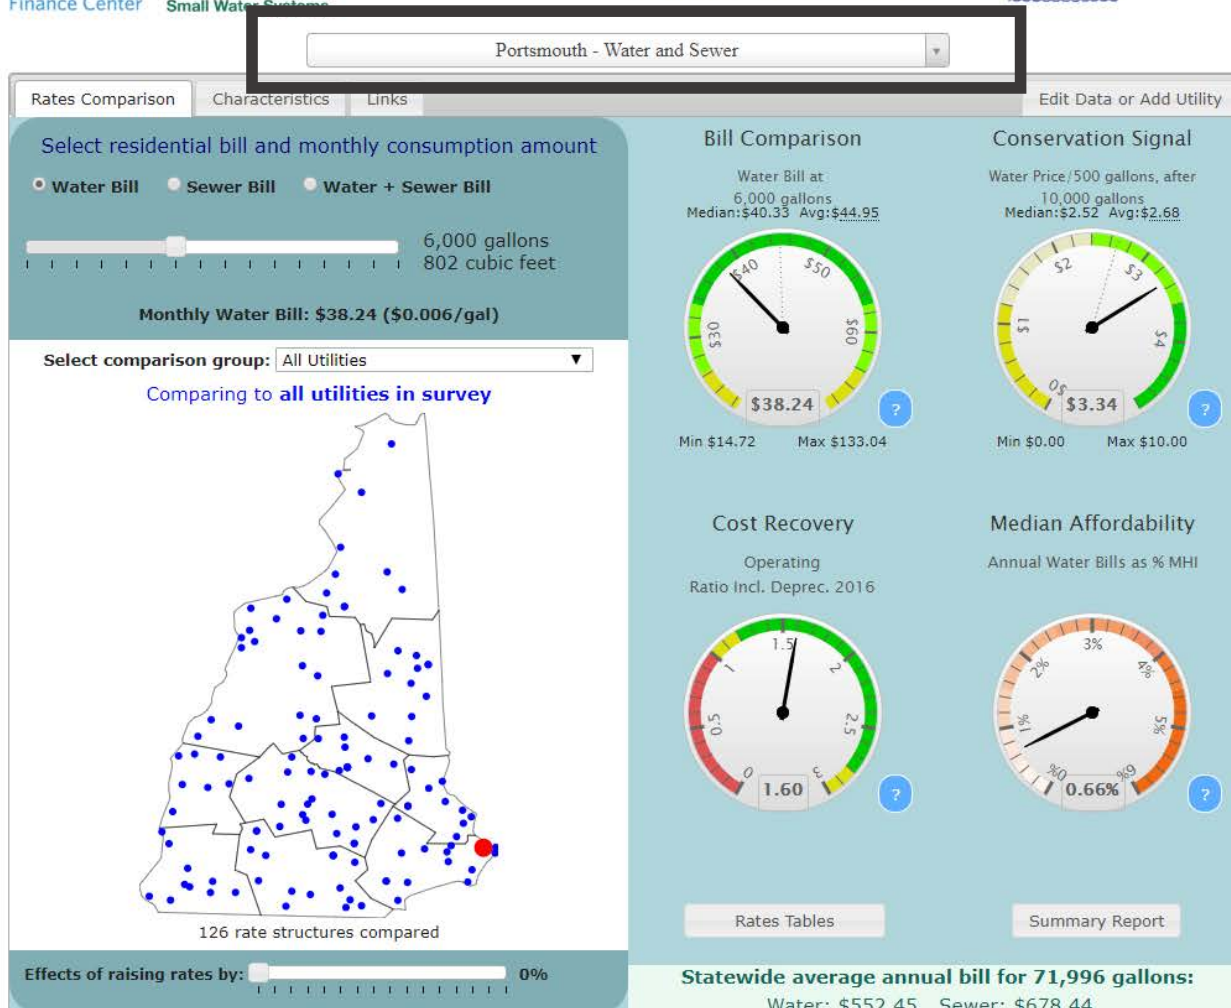 Finance Center Small Water Systems
Portsmouth - Water and Sewer
Rates Comparison Characteristics Links Edit Data or Add Utility
Select residential bill and monthly consumption amount
Water Bill Sewer Bill Water + Sewer Bill
6,000 gallons
802 cubic feet
Monthly Water Bill: $38.24 ($0.006/gal)
Select comparison group: All Utilities
Comparing to all utilities in survey
126 rate structures compared
Effects of raising rates by: 0%
Bill Comparison
Water Bill at
6,000 gallons
Median:$40.33 Avg:$44.95
$30
$40
$50
$60
$38.24
?
Min $14.72 Max $133.04
Conservation Signal
Water Price/500 gallons, after
10,000 gallons
Median:$2.52 Avg:$2.68
$0
$1
$2
$3
$4
$3.34
?
Min $0.00 Max $10.00
Cost Recovery
Operating
Ratio Incl. Deprec. 2016
0
0.5
1
1.5
2
2.5
3
1.60
?
Median Affordability
Annual Water Bills as % MHI
0%
1%
2%
3%
4%
5%
6%
0.66%
?
Rates Tables
Summary Report
Statewide average annual bill for 71,996 gallons:
Water: $552.45 Sewer: $678.44